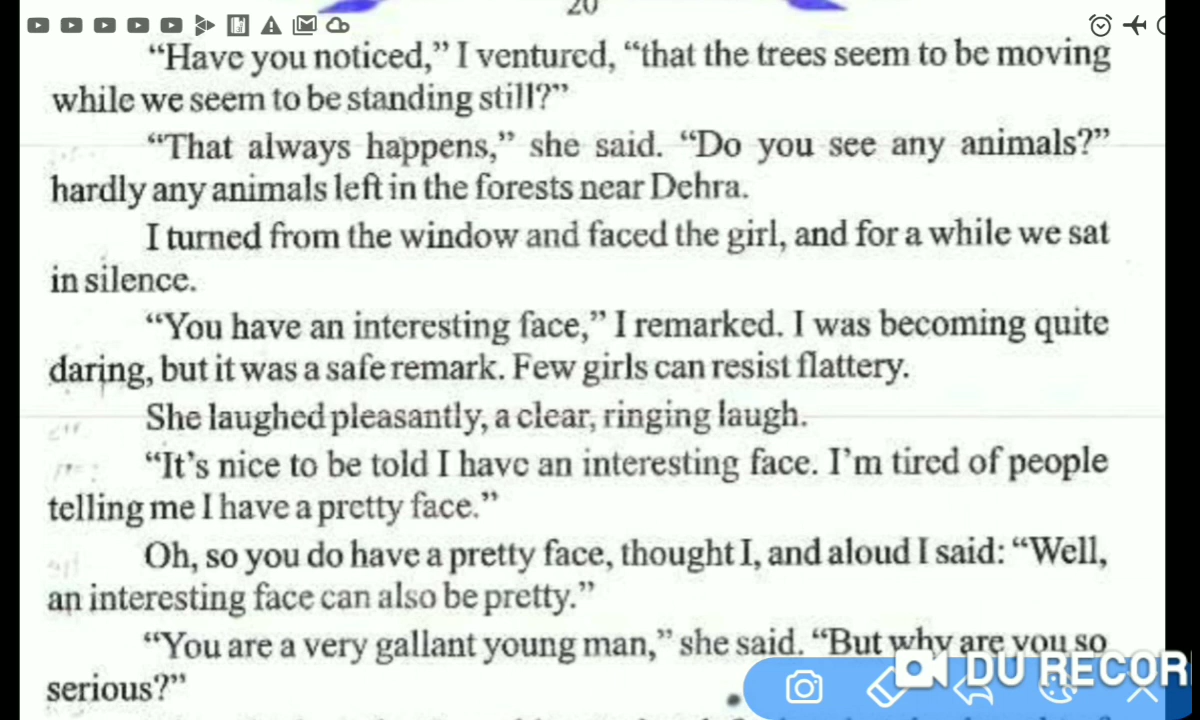 20
“Have you noticed,” I ventured, “that the trees seem to be moving
while we seem to be standing still?”
“That always happens,” she said. “Do you see any animals?”
hardly any animals left in the forests near Dehra.
I turned from the window and faced the girl, and for a while we sat
in silence.
“You have an interesting face,” I remarked. I was becoming quite
daring, but it was a safe remark. Few girls can resist flattery.
She laughed pleasantly, a clear, ringing laugh.
“It’s nice to be told I have an interesting face. I’m tired of people
telling me I have a pretty face.”
Oh, so you do have a pretty face, thought I, and aloud I said: “Well,
an interesting face can also be pretty.”
“You are a very gallant young man,” she said. “But why are you so
serious?”
DU RECOR